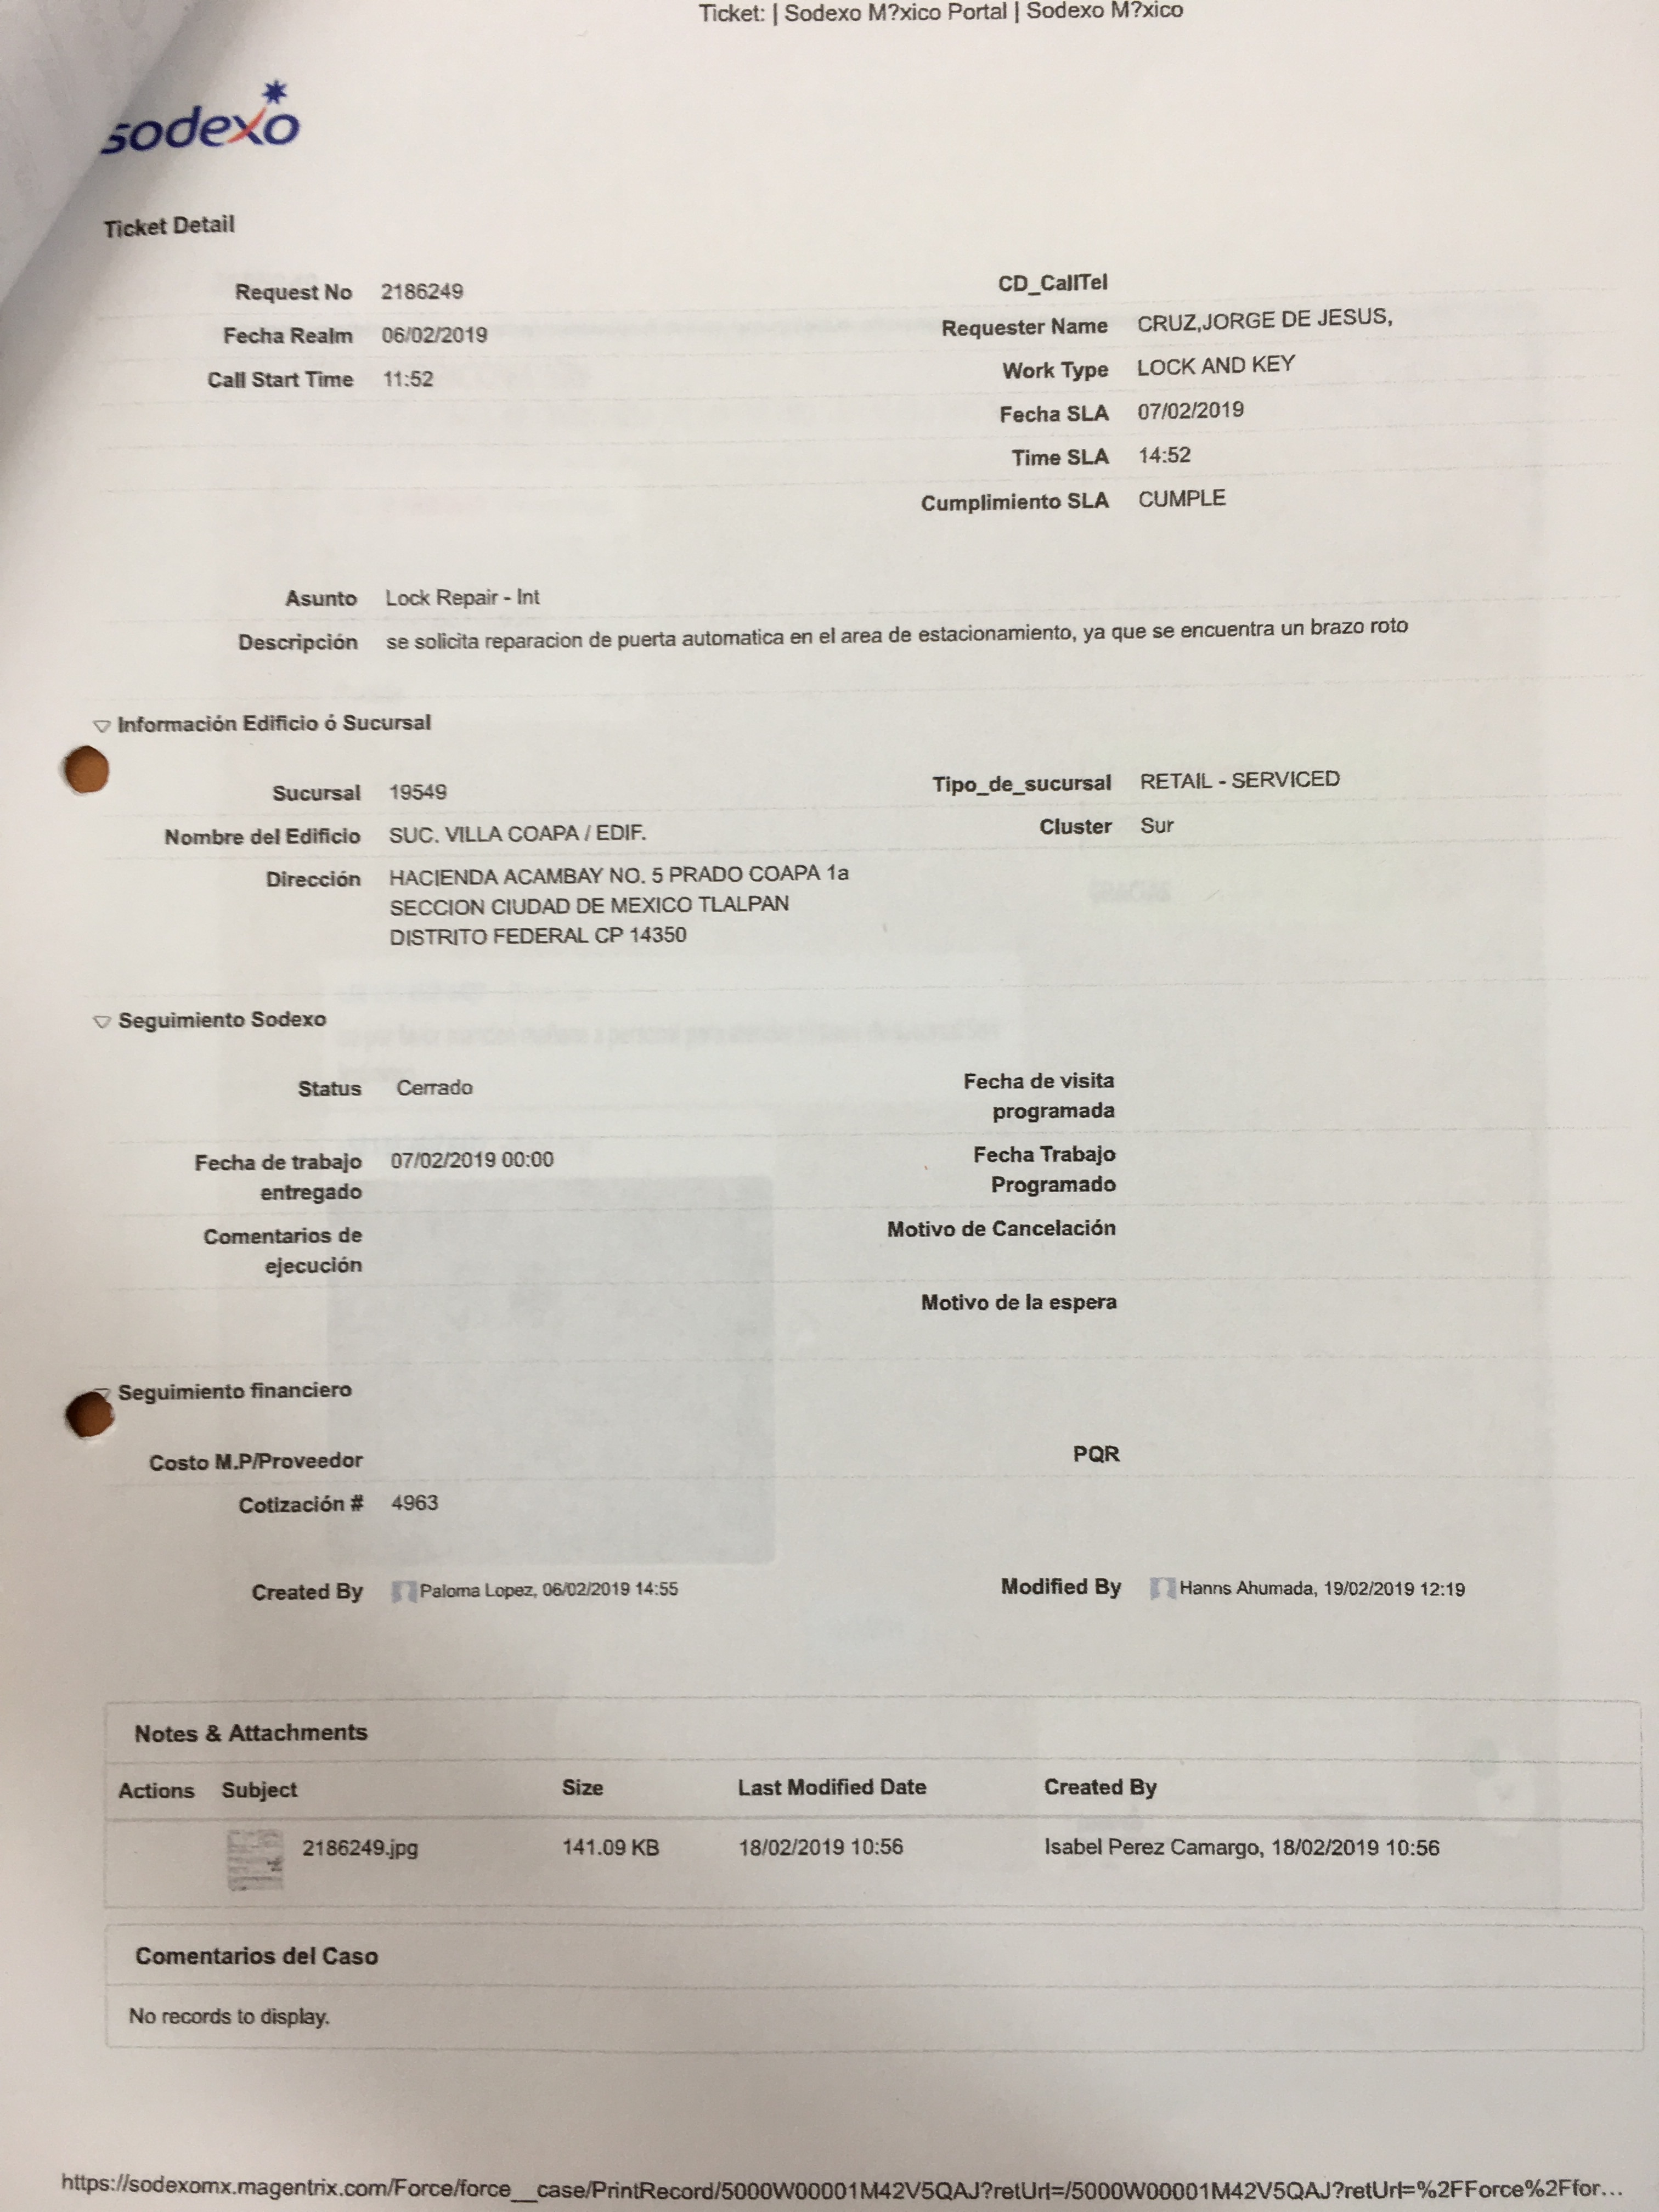 Ticket: | Sodexo M?xico Portal | Sodexo M?xico
sodexo
Ticket Detail
Request No 2186249
CD_CallTel
Fecha Realm 06/02/2019
Requester Name CRUZ,JORGE DE JESUS,
Call Start Time 11:52
Work Type LOCK AND KEY
Fecha SLA 07/02/2019
Time SLA 14:52
Cumplimiento SLA CUMPLE
Asunto Lock Repair - Int
Descripción se solicita reparacion de puerta automatica en el area de estacionamiento, ya que se encuentra un brazo roto
Información Edificio ó Sucursal
Sucursal 19549
Tipo_de_sucursal RETAIL - SERVICED
Nombre del Edificio SUC. VILLA COAPA / EDIF.
Cluster Sur
Dirección HACIENDA ACAMBAY NO. 5 PRADO COAPA 1a
SECCION CIUDAD DE MEXICO TLALPAN
DISTRITO FEDERAL CP 14350
Seguimiento Sodexo
Status Cerrado
Fecha de visita
programada
Fecha de trabajo 07/02/2019 00:00
entregado
Fecha Trabajo
Programado
Comentarios de
ejecución
Motivo de Cancelación
Motivo de la espera
Seguimiento financiero
Costo M.P/Proveedor
PQR
Cotización # 4963
Created By Paloma Lopez, 06/02/2019 14:55
Modified By Hanns Ahumada, 19/02/2019 12:19
Notes & Attachments
Actions Subject Size Last Modified Date Created By
2186249.jpg 141.09 KB 18/02/2019 10:56 Isabel Perez Camargo, 18/02/2019 10:56
Comentarios del Caso
No records to display.
https://sodexomx.magentrix.com/Force/force__case/PrintRecord/5000W00001M42V5QAJ?retUrl=/5000W00001M42V5QAJ?retUrl=%2FForce%2Ffor...